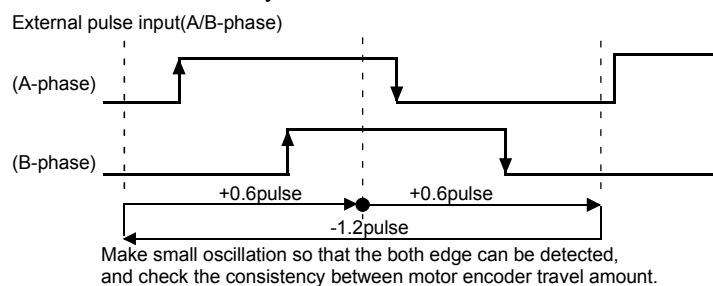 External pulse input(A/B-phase)
(A-phase)
(B-phase)
+0.6pulse
+0.6pulse
-1.2pulse
Make small oscillation so that the both edge can be detected,
and check the consistency between motor encoder travel amount.